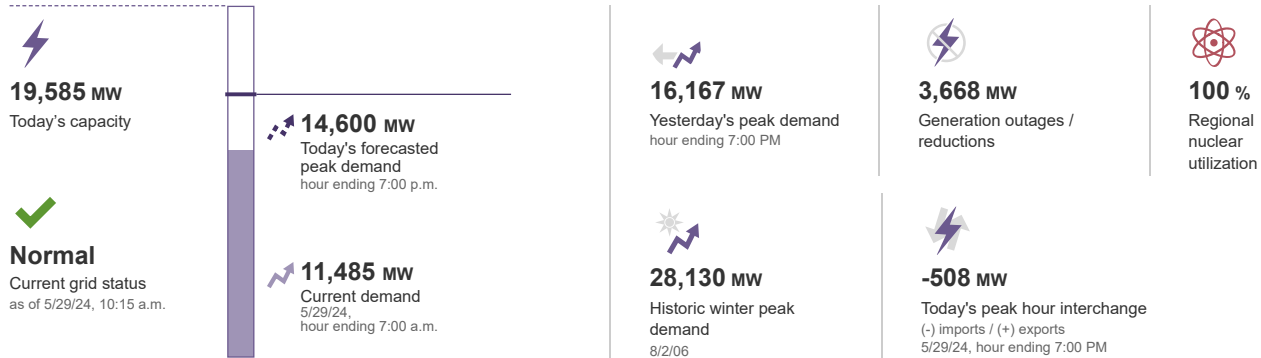 19,585 MW
Today's capacity
Normal
Current grid status
as of 5/29/24, 10:15 a.m.
14,600 MW
Today's forecasted
peak demand
hour ending 7:00 p.m.
11,485 MW
Current demand
5/29/24,
hour ending 7:00 a.m.
16,167 MW
Yesterday's peak demand
hour ending 7:00 PM
3,668 MW
Generation outages /
reductions
100 %
Regional
nuclear
utilization
28,130 MW
Historic winter peak
demand
8/2/06
-508 MW
Today's peak hour interchange
(-) imports / (+) exports
5/29/24, hour ending 7:00 PM